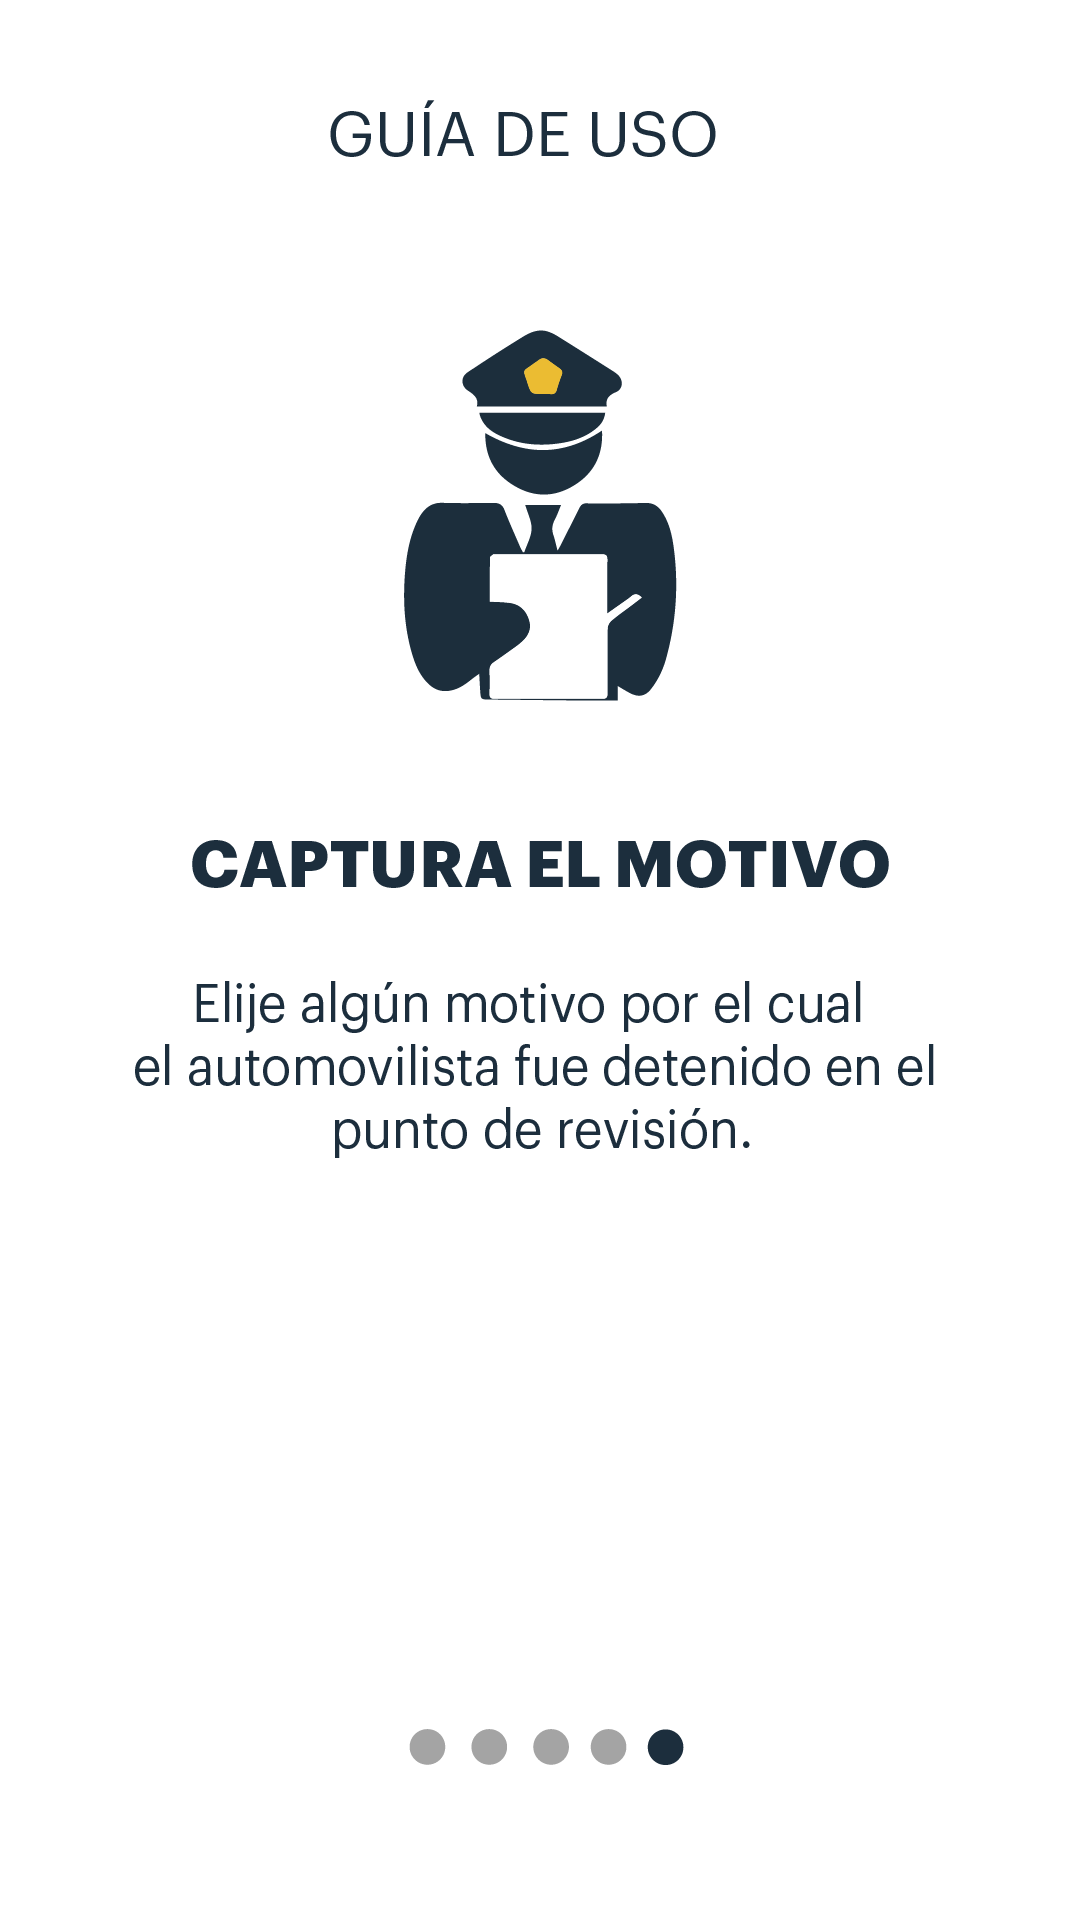 GUÍA DE USO
CAPTURA EL MOTIVO
Elije algún motivo por el cual
el automovilista fue detenido en el
punto de revisión.